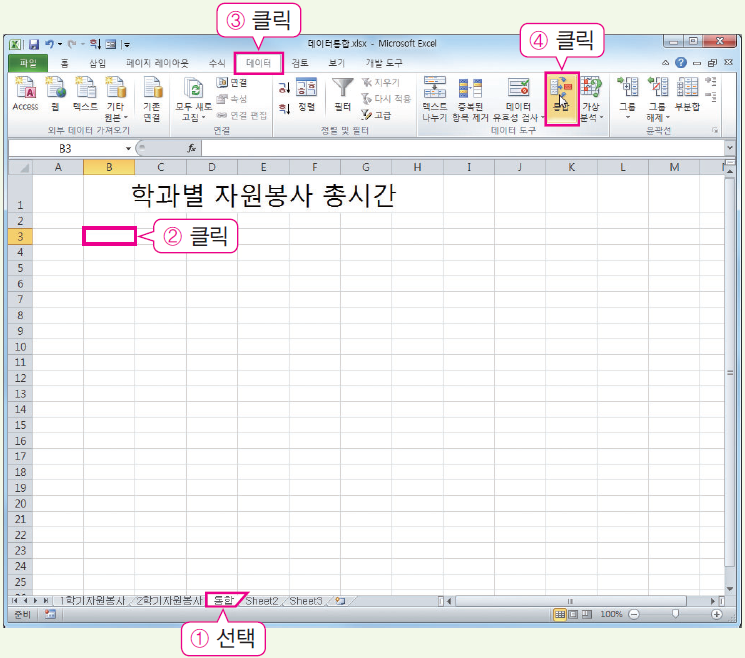 ③ 클릭
데이터통합.xlsx - Microsoft Excel
④ 클릭
파일 홈 삽입 페이지 레이아웃 수식 데이터 검토 보기 개발 도구
Access 웹 텍스트 기타 원본 기존 연결 모두 새로 고침 연결 속성 연결 편집 정렬 필터 지우기 다시 적용 고급 텍스트 나누기 중복된 항목 제거 데이터 유효성 검사 통합 가상 분석 그룹 그룹 해제 부분합
외부 데이터 가져오기 연결 정렬 및 필터 데이터 도구 윤곽선
B3 fx
A B C D E F G H I J K L M
1 학과별 자원봉사 총시간
2
3 ② 클릭
4
5
6
7
8
9
10
11
12
13
14
15
16
17
18
19
20
21
22
23
24
25
1학기자원봉사 2학기자원봉사 통합 Sheet2 Sheet3
준비 100%
① 선택